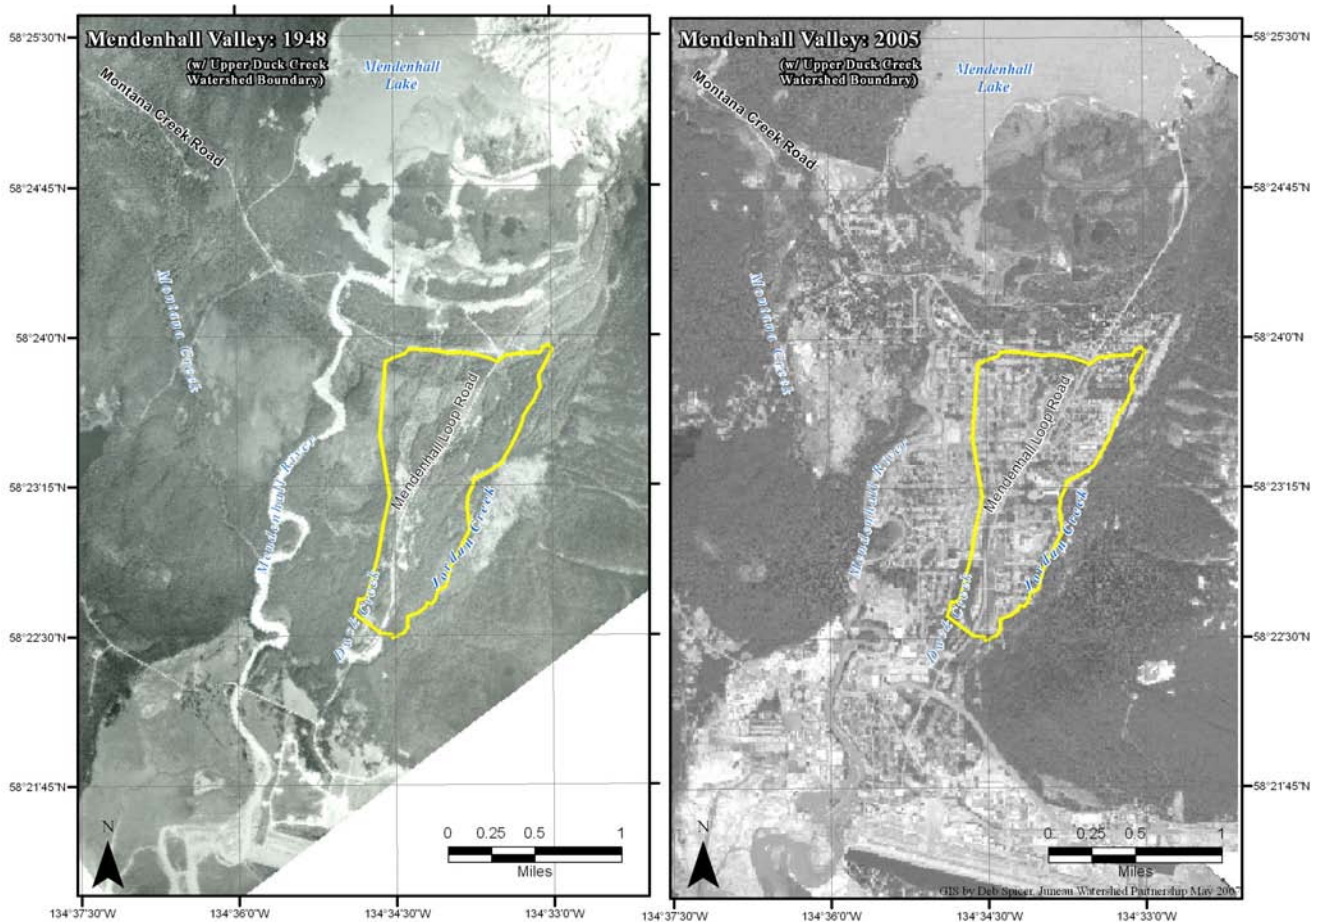 Mendenhall Valley: 1948
(w/ Upper Duck Creek
Watershed Boundary)
Mendenhall
Lake
Montana Creek Road
Montana Creek
Mendenhall River
Mendenhall Loop Road
Jordan Creek
Duck Creek
58°25'30"N
58°24'45"N
58°24'0"N
58°23'15"N
58°22'30"N
58°21'45"N
N
0 0.25 0.5 1
Miles
134°37'30"W 134°36'0"W 134°34'30"W 134°33'0"W
Mendenhall Valley: 2005
(w/ Upper Duck Creek
Watershed Boundary)
Mendenhall
Lake
Montana Creek Road
Montana Creek
Mendenhall River
Mendenhall Loop Road
Jordan Creek
Duck Creek
58°25'30"N
58°24'45"N
58°24'0"N
58°23'15"N
58°22'30"N
58°21'45"N
N
0 0.25 0.5 1
Miles
GIS by Deb Spicer, Juneau Watershed Partnership May 2007
134°37'30"W 134°36'0"W 134°34'30"W 134°33'0"W